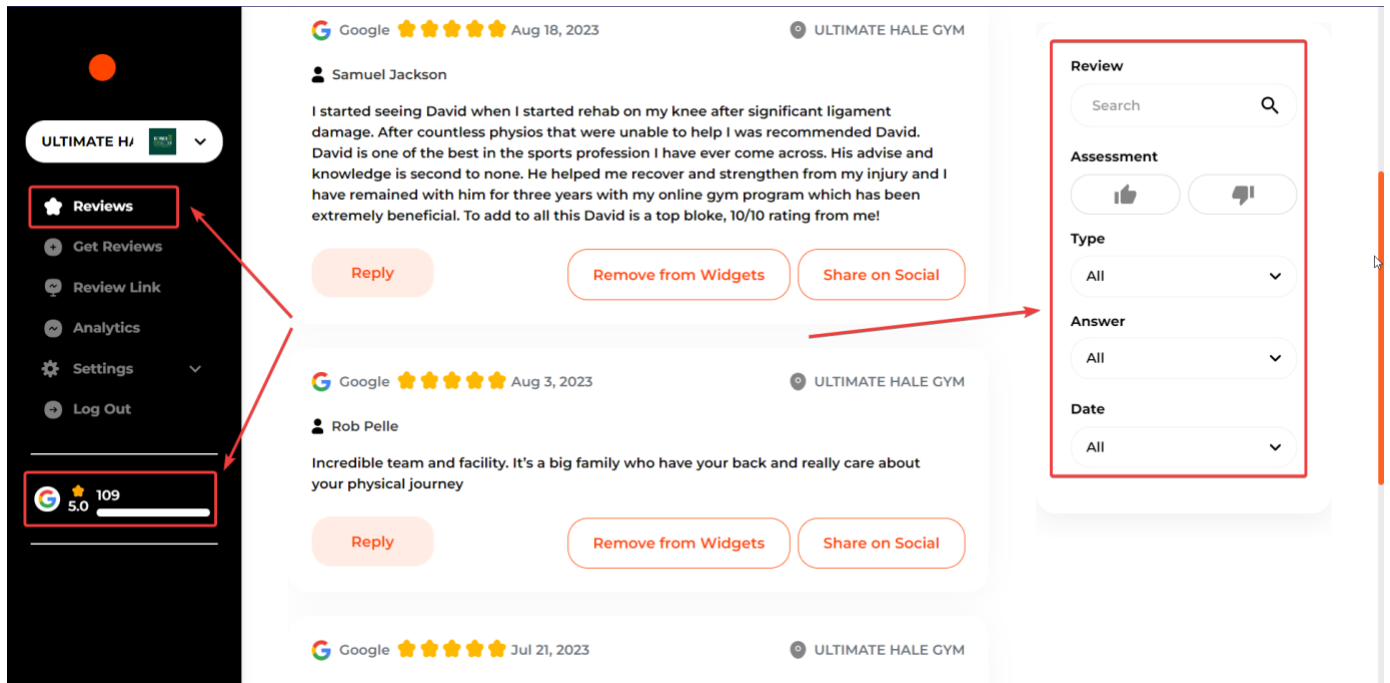 ULTIMATE HA
Reviews
Get Reviews
Review Link
Analytics
Settings
Log Out
5.0 109
Google Aug 18, 2023 ULTIMATE HALE GYM
Samuel Jackson
I started seeing David when I started rehab on my knee after significant ligament
damage. After countless physios that were unable to help I was recommended David.
David is one of the best in the sports profession I have ever come across. His advise and
knowledge is second to none. He helped me recover and strengthen from my injury and I
have remained with him for three years with my online gym program which has been
extremely beneficial. To add to all this David is a top bloke, 10/10 rating from me!
Reply Remove from Widgets Share on Social
Google Aug 3, 2023 ULTIMATE HALE GYM
Rob Pelle
Incredible team and facility. It's a big family who have your back and really care about
your physical journey
Reply Remove from Widgets Share on Social
Google Jul 21, 2023 ULTIMATE HALE GYM
Review
Search
Assessment
Type
All
Answer
All
Date
All